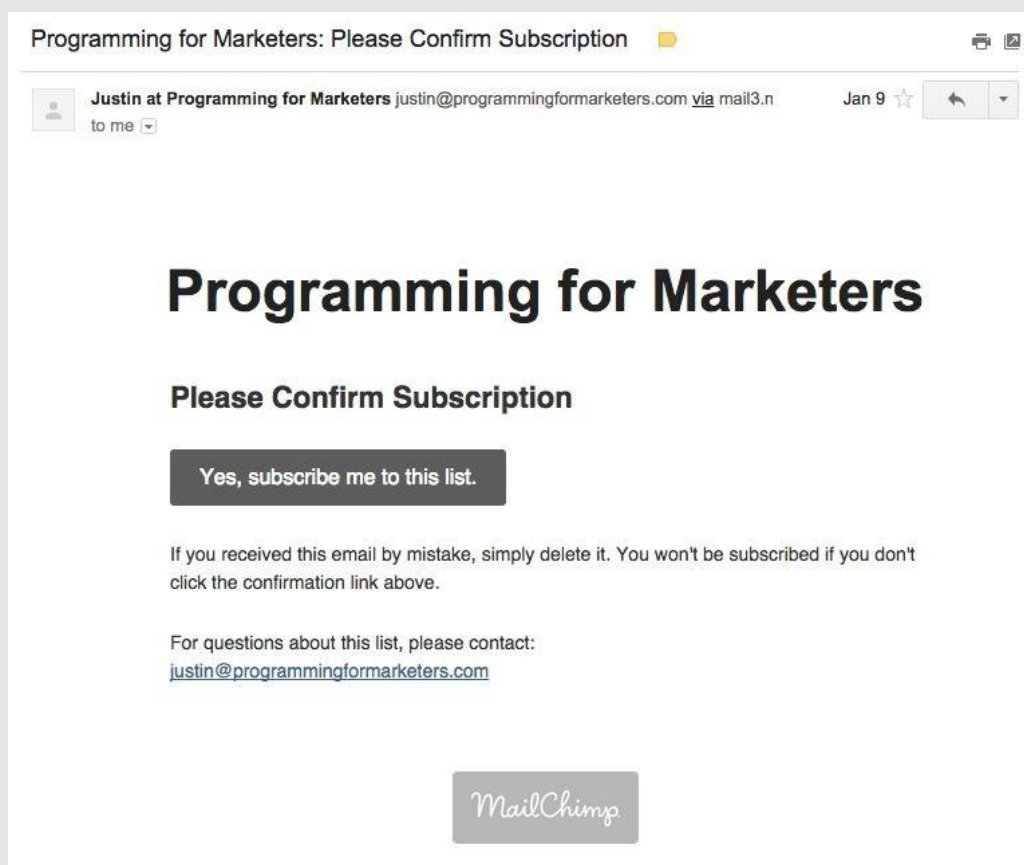 Programming for Marketers: Please Confirm Subscription
Justin at Programming for Marketers justin@programmingformarketers.com via mail3.n
Jan 9
to me
Programming for Marketers
Please Confirm Subscription
Yes, subscribe me to this list.
If you received this email by mistake, simply delete it. You won't be subscribed if you don't
click the confirmation link above.
For questions about this list, please contact:
justin@programmingformarketers.com
MailChimp